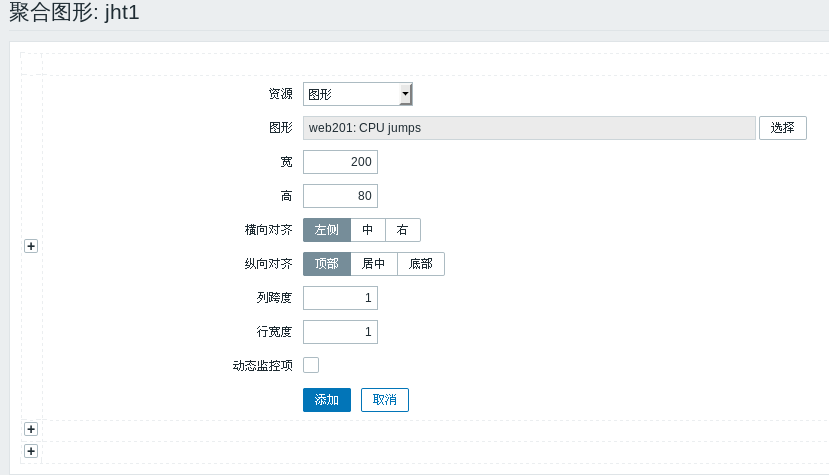 聚合图形: jht1
资源 图形
图形 web201: CPU jumps 选择
宽 200
高 80
横向对齐 左侧 中 右
纵向对齐 顶部 居中 底部
列跨度 1
行宽度 1
动态监控项
+
添加 取消
+
+